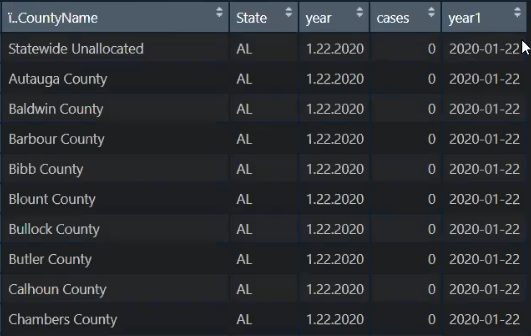 ï..CountyName State year cases year1
Statewide Unallocated AL 1.22.2020 0 2020-01-22
Autauga County AL 1.22.2020 0 2020-01-22
Baldwin County AL 1.22.2020 0 2020-01-22
Barbour County AL 1.22.2020 0 2020-01-22
Bibb County AL 1.22.2020 0 2020-01-22
Blount County AL 1.22.2020 0 2020-01-22
Bullock County AL 1.22.2020 0 2020-01-22
Butler County AL 1.22.2020 0 2020-01-22
Calhoun County AL 1.22.2020 0 2020-01-22
Chambers County AL 1.22.2020 0 2020-01-22